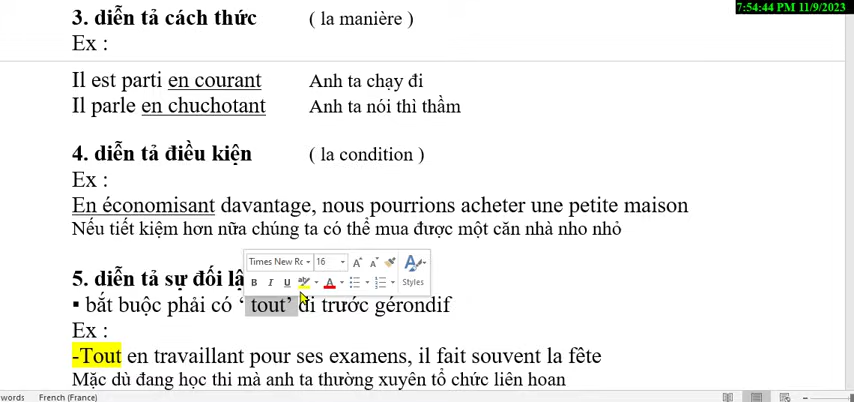 7:54:44 PM 11/9/2023
3. diễn tả cách thức ( la manière )
Ex :
Il est parti en courant Anh ta chạy đi
Il parle en chuchotant Anh ta nói thì thầm
4. diễn tả điều kiện ( la condition )
Ex :
En économisant davantage, nous pourrions acheter une petite maison
Nếu tiết kiệm hơn nữa chúng ta có thể mua được một căn nhà nho nhỏ
Times New Rc 16
B I U Styles
5. diễn tả sự đối lậ
▪ bắt buộc phải có ‘ tout’ đi trước gérondif
Ex :
-Tout en travaillant pour ses examens, il fait souvent la fête
Mặc dù đang học thi mà anh ta thường xuyên tổ chức liên hoan
words French (France)